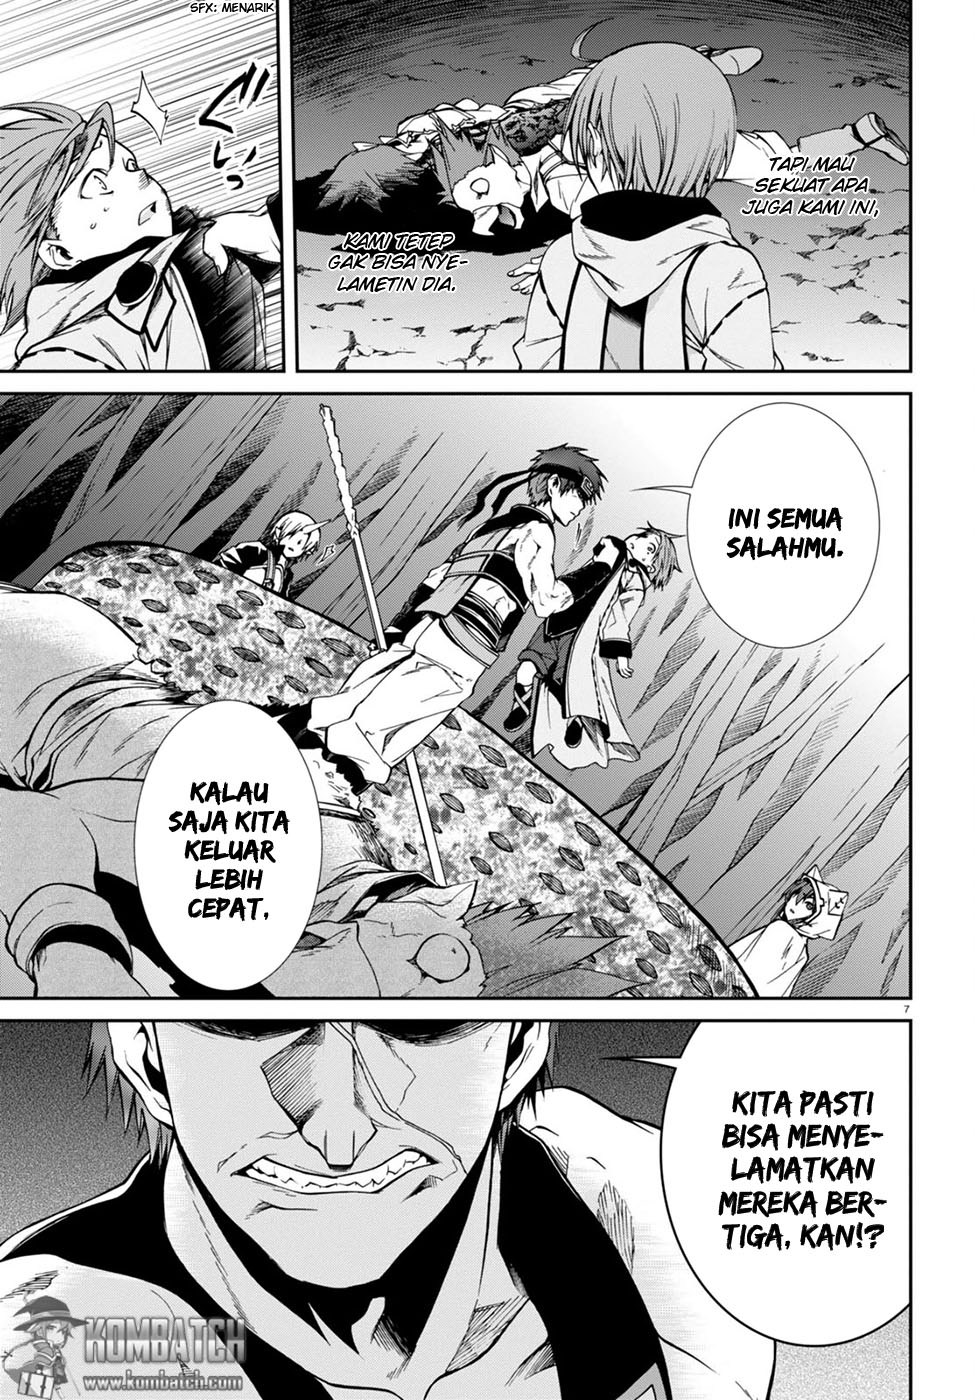 TAPI MAU
SEKUAT APA
JUGA KAMI INI,
KAMI TETEP
GAK BISA NYE-
LAMETIN DIA.
SFX: MENARIK
INI SEMUA
SALAHMU.
KALAU
SAJA KITA
KELUAR
LEBIH
CEPAT,
7
KITA PASTI
BISA MENYE-
LAMATKAN
MEREKA BER-
TIGA, KAN!?
KOMBATCH
www.kombatch.com